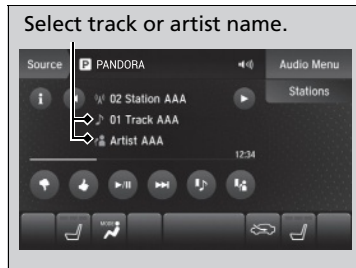 Select track or artist name.
Source P PANDORA Audio Menu
02 Station AAA Stations
01 Track AAA
Artist AAA
12:34
MODE